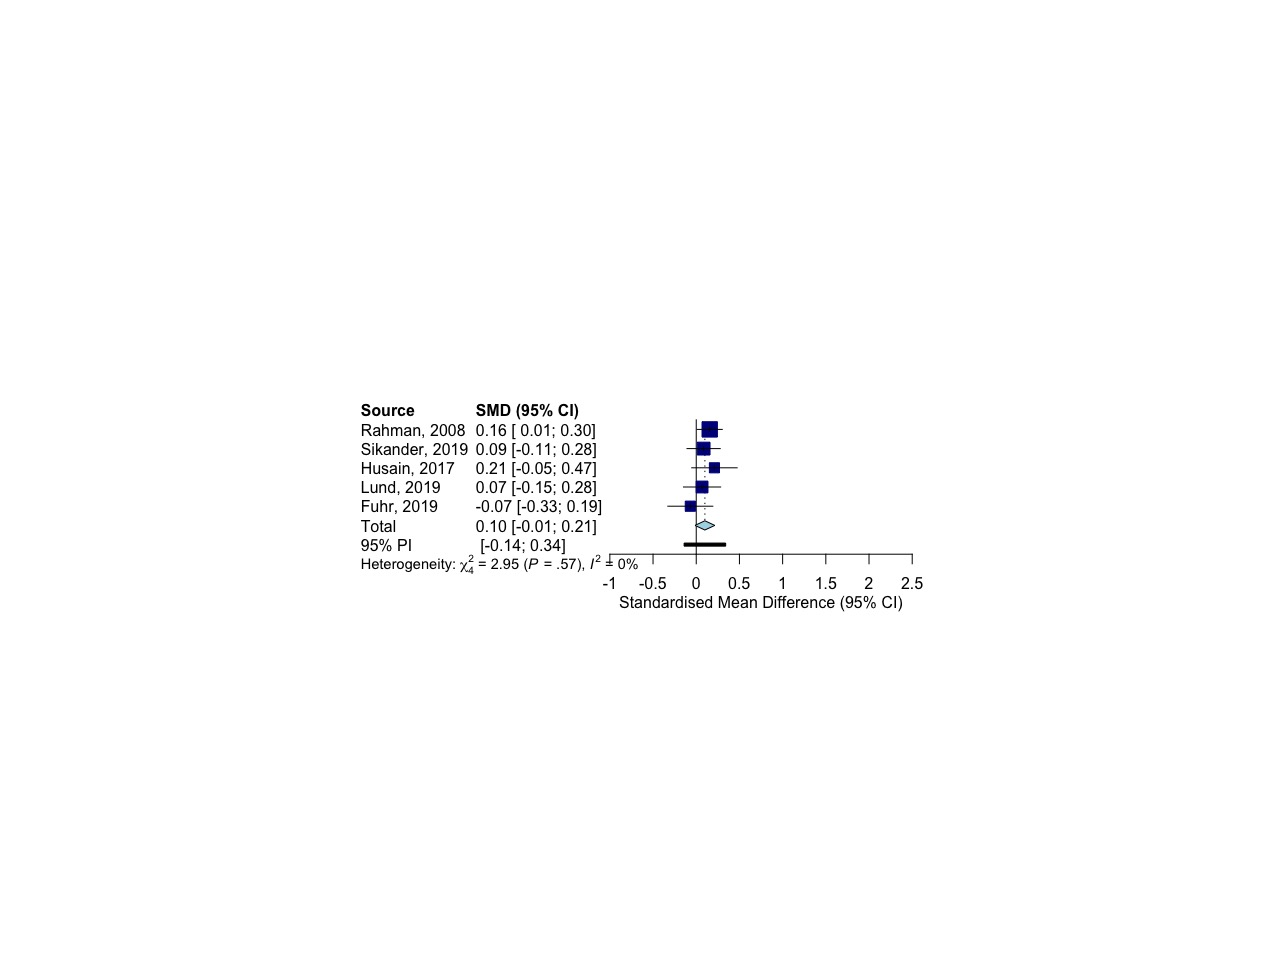 Source SMD (95% CI)
Rahman, 2008 0.16 [ 0.01; 0.30]
Sikander, 2019 0.09 [-0.11; 0.28]
Husain, 2017 0.21 [-0.05; 0.47]
Lund, 2019 0.07 [-0.15; 0.28]
Fuhr, 2019 -0.07 [-0.33; 0.19]
Total 0.10 [-0.01; 0.21]
95% PI [-0.14; 0.34]
Heterogeneity: χ²₄ = 2.95 (P = .57), I² = 0%
-1 -0.5 0 0.5 1 1.5 2 2.5
Standardised Mean Difference (95% CI)